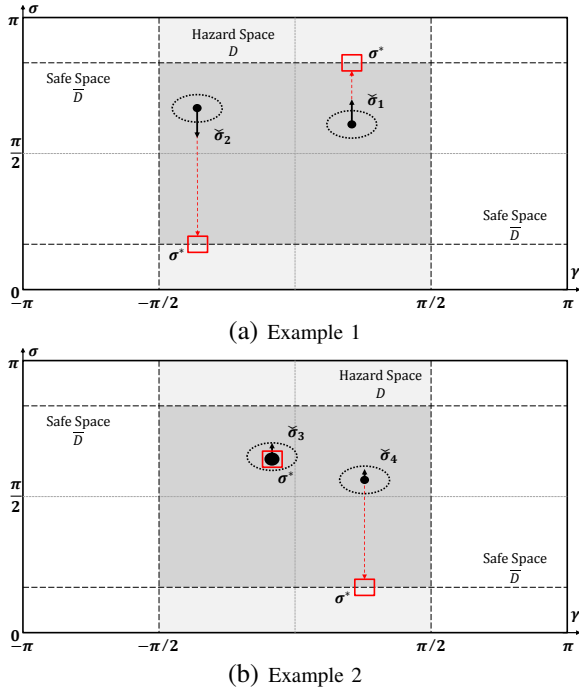 π σ
Hazard Space
D
σ*
Safe Space
D̅
σ̆₁
σ̆₂
π/2
Safe Space
D̅
σ*
0 γ
−π −π/2 π/2 π
(a) Example 1
π σ
Hazard Space
D
Safe Space
D̅
σ̆₃
σ̆₄
σ*
π/2
Safe Space
D̅
σ*
0 γ
−π −π/2 π/2 π
(b) Example 2